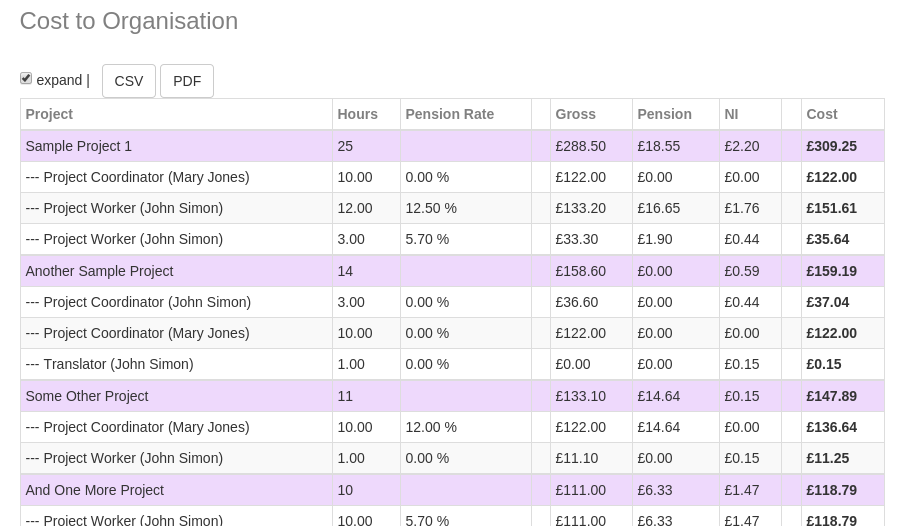 Cost to Organisation
expand | CSV PDF
Project Hours Pension Rate Gross Pension NI Cost
Sample Project 1 25 £288.50 £18.55 £2.20 £309.25
--- Project Coordinator (Mary Jones) 10.00 0.00 % £122.00 £0.00 £0.00 £122.00
--- Project Worker (John Simon) 12.00 12.50 % £133.20 £16.65 £1.76 £151.61
--- Project Worker (John Simon) 3.00 5.70 % £33.30 £1.90 £0.44 £35.64
Another Sample Project 14 £158.60 £0.00 £0.59 £159.19
--- Project Coordinator (John Simon) 3.00 0.00 % £36.60 £0.00 £0.44 £37.04
--- Project Coordinator (Mary Jones) 10.00 0.00 % £122.00 £0.00 £0.00 £122.00
--- Translator (John Simon) 1.00 0.00 % £0.00 £0.00 £0.15 £0.15
Some Other Project 11 £133.10 £14.64 £0.15 £147.89
--- Project Coordinator (Mary Jones) 10.00 12.00 % £122.00 £14.64 £0.00 £136.64
--- Project Worker (John Simon) 1.00 0.00 % £11.10 £0.00 £0.15 £11.25
And One More Project 10 £111.00 £6.33 £1.47 £118.79
--- Project Worker (John Simon) 10.00 5.70 % £111.00 £6.33 £1.47 £118.79